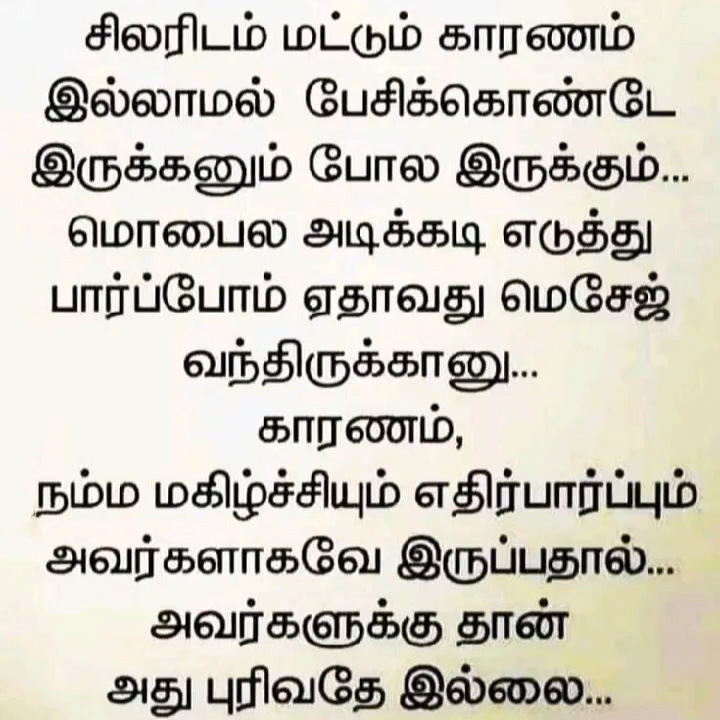 சிலரிடம் மட்டும் காரணம்
இல்லாமல் பேசிக்கொண்டே
இருக்கனும் போல இருக்கும்...
மொபைல அடிக்கடி எடுத்து
பார்ப்போம் ஏதாவது மெசேஜ்
வந்திருக்கானு...
காரணம்,
நம்ம மகிழ்ச்சியும் எதிர்பார்ப்பும்
அவர்களாகவே இருப்பதால்...
அவர்களுக்கு தான்
அது புரிவதே இல்லை...